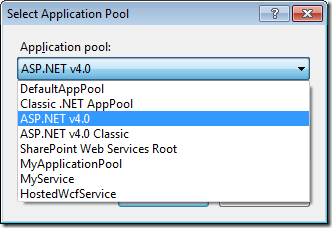 Select Application Pool
Application pool:
ASP.NET v4.0
DefaultAppPool
Classic .NET AppPool
ASP.NET v4.0
ASP.NET v4.0 Classic
SharePoint Web Services Root
MyApplicationPool
MyService
HostedWcfService